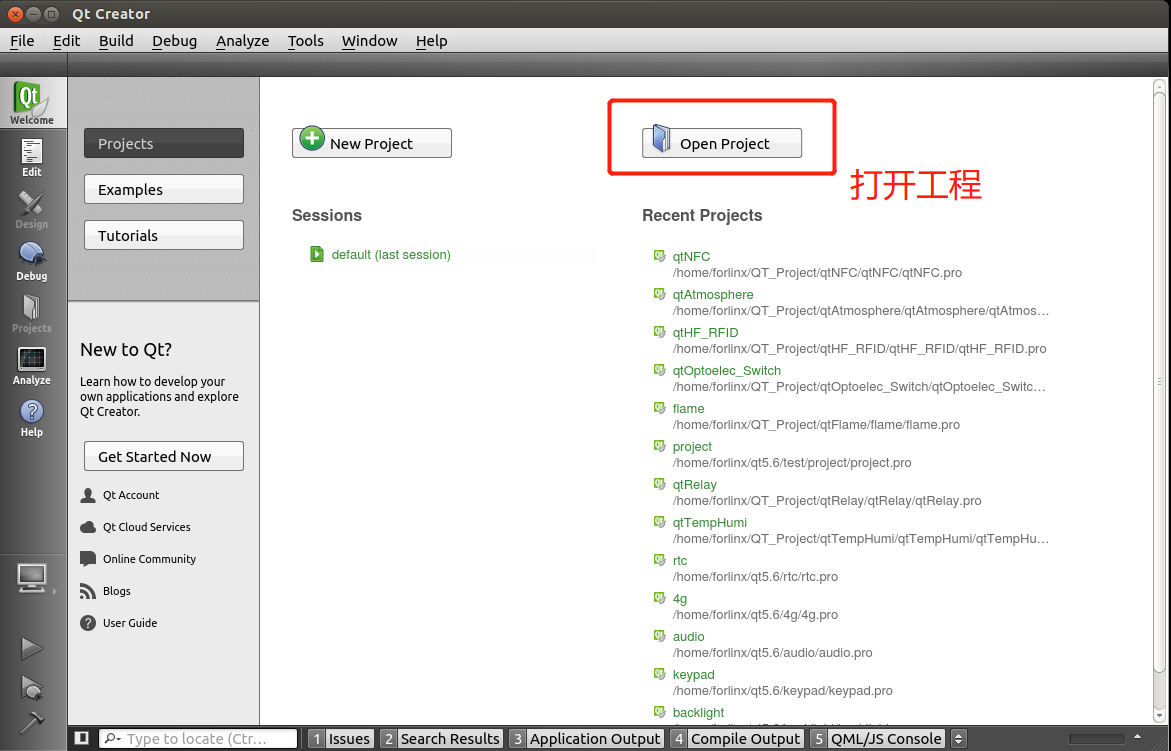 Qt Creator
File Edit Build Debug Analyze Tools Window Help
Qt
Welcome
Edit
Design
Debug
Projects
Analyze
Help
Projects
Examples
Tutorials
New to Qt?
Learn how to develop your
own applications and explore
Qt Creator.
Get Started Now
Qt Account
Qt Cloud Services
Online Community
Blogs
User Guide
New Project
Open Project
打开工程
Sessions
default (last session)
Recent Projects
qtNFC
/home/forlinx/QT_Project/qtNFC/qtNFC/qtNFC.pro
qtAtmosphere
/home/forlinx/QT_Project/qtAtmosphere/qtAtmosphere/qtAtmos…
qtHF_RFID
/home/forlinx/QT_Project/qtHF_RFID/qtHF_RFID/qtHF_RFID.pro
qtOptoelec_Switch
/home/forlinx/QT_Project/qtOptoelec_Switch/qtOptoelec_Switc…
flame
/home/forlinx/QT_Project/qtFlame/flame/flame.pro
project
/home/forlinx/qt5.6/test/project/project.pro
qtRelay
/home/forlinx/QT_Project/qtRelay/qtRelay/qtRelay.pro
qtTempHumi
/home/forlinx/QT_Project/qtTempHumi/qtTempHumi/qtTempHu…
rtc
/home/forlinx/qt5.6/rtc/rtc.pro
4g
/home/forlinx/qt5.6/4g/4g.pro
audio
/home/forlinx/qt5.6/audio/audio.pro
keypad
/home/forlinx/qt5.6/keypad/keypad.pro
backlight
Type to locate (Ctr…
1 Issues 2 Search Results 3 Application Output 4 Compile Output 5 QML/JS Console